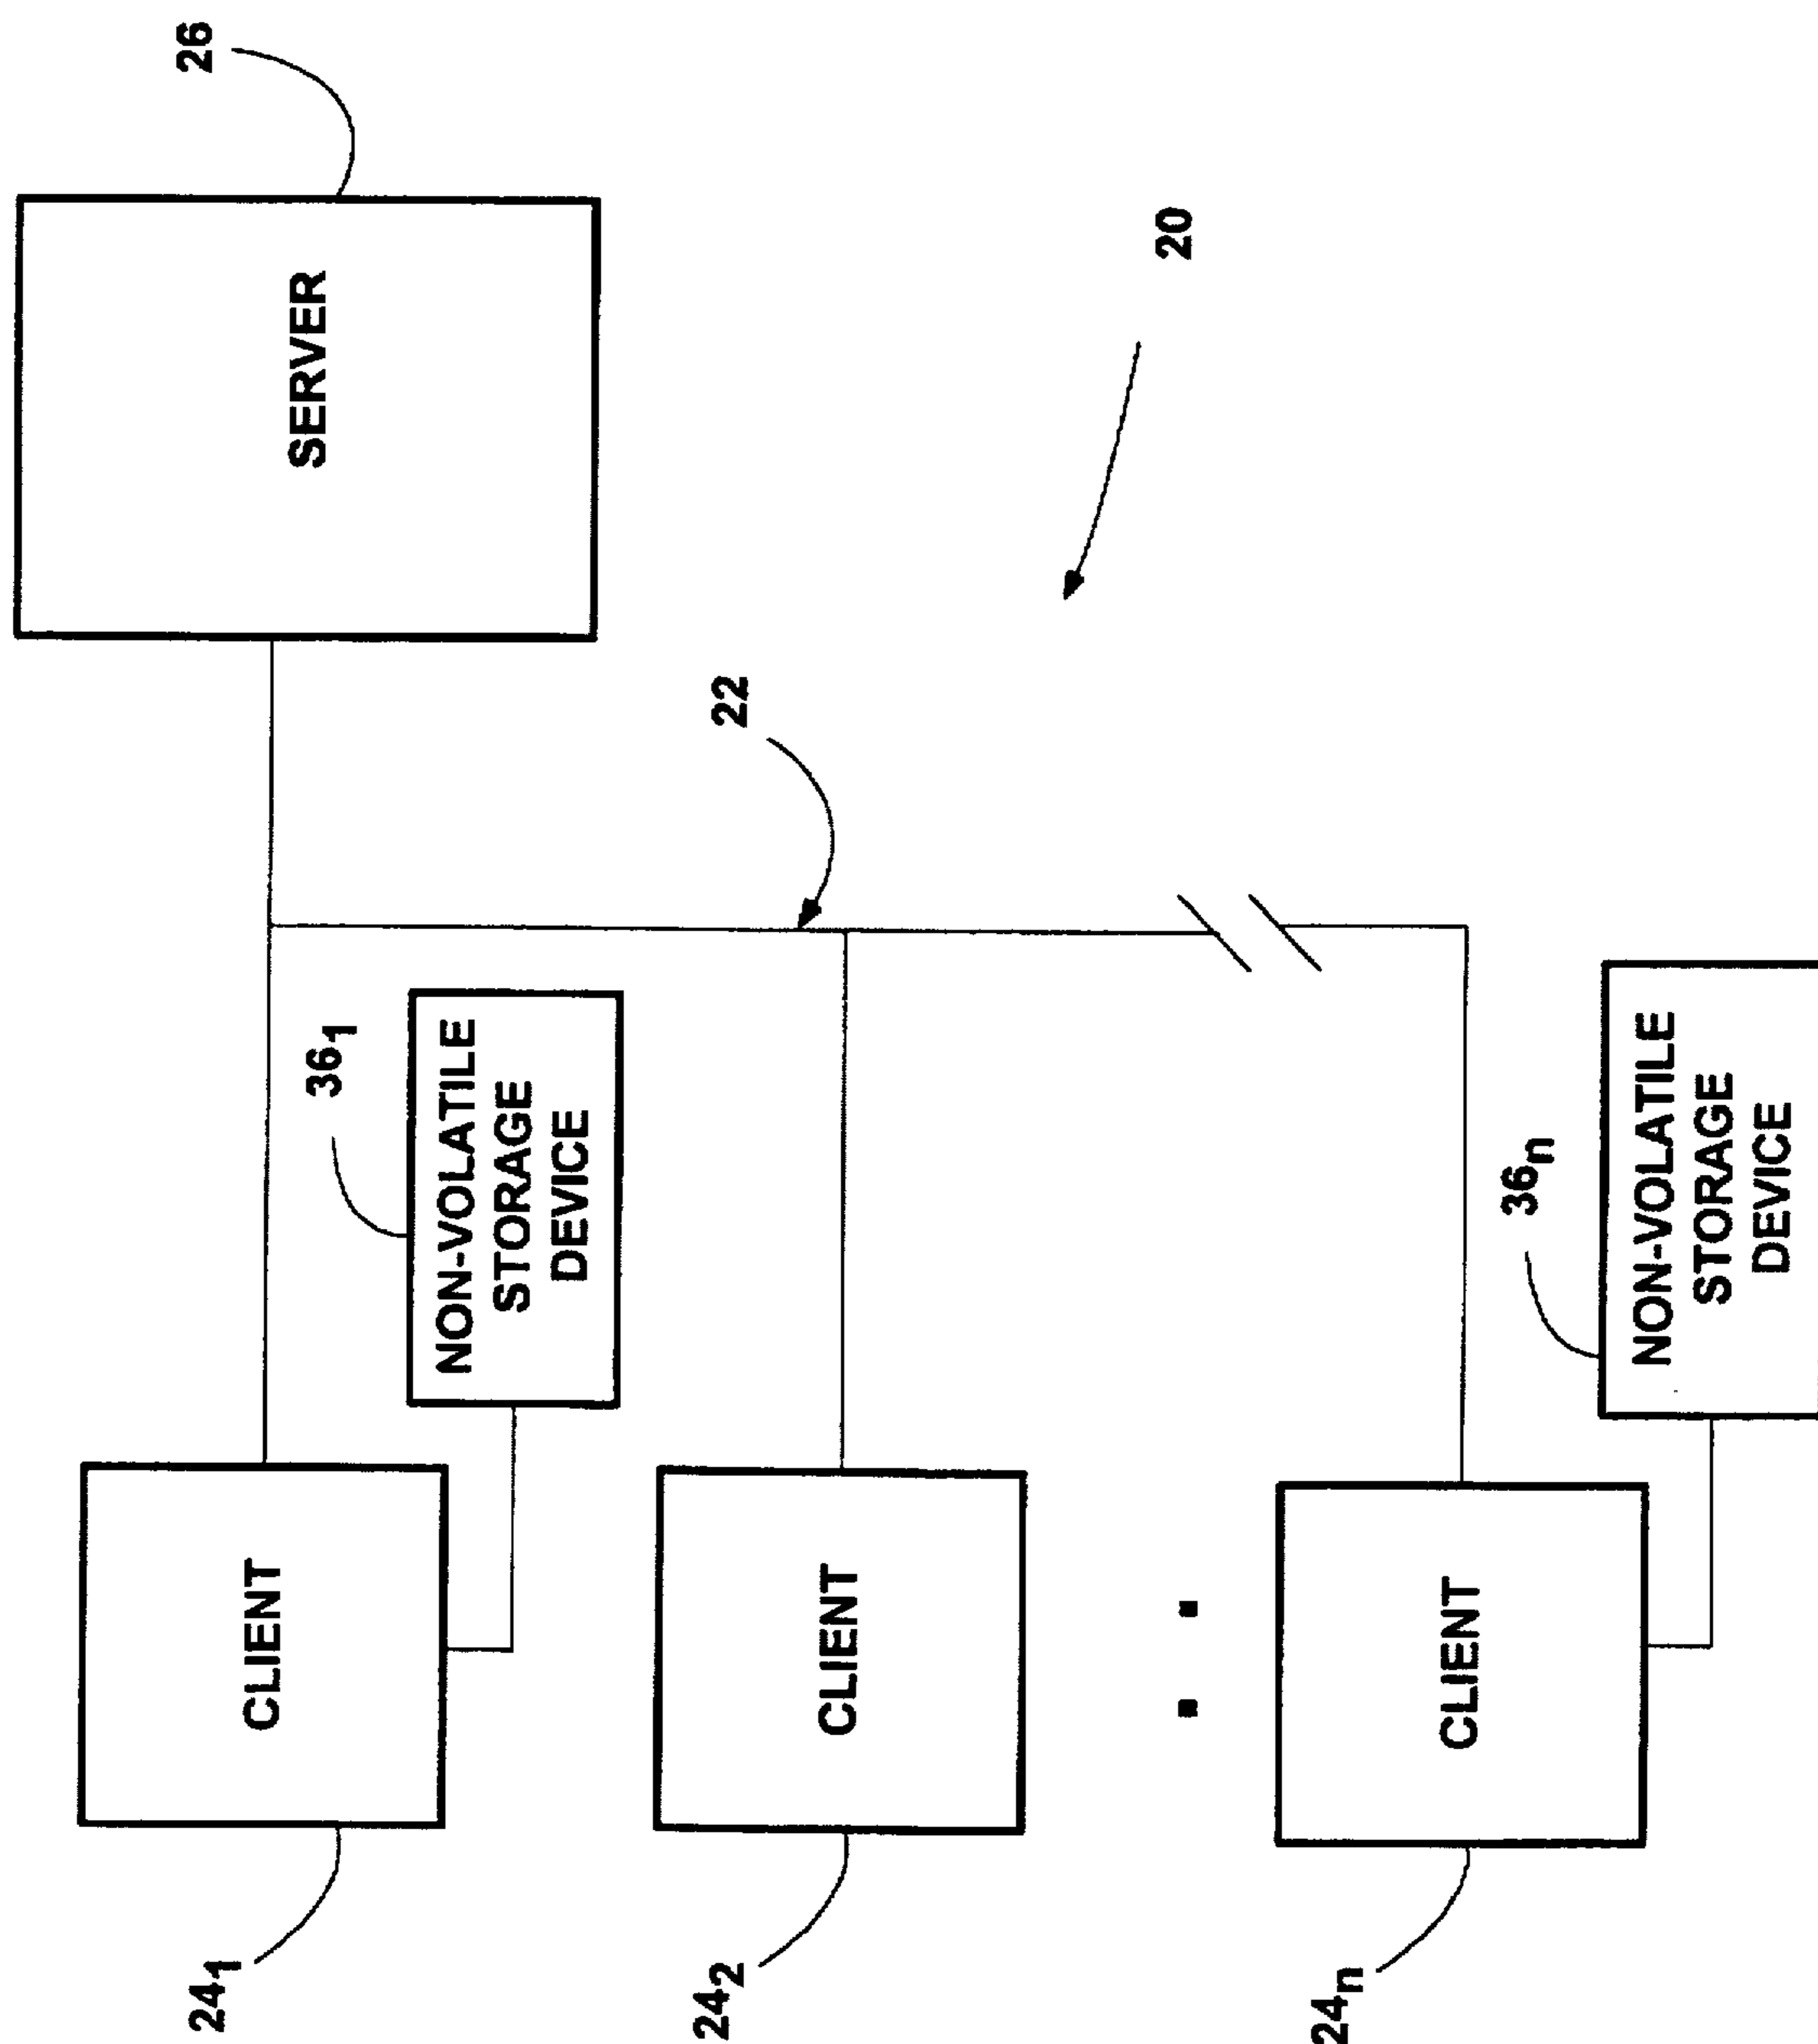 24₁
26
CLIENT
SERVER
36₁
NON-VOLATILE
STORAGE
DEVICE
24₂
22
CLIENT
20
24ₙ
CLIENT
36ₙ
NON-VOLATILE
STORAGE
DEVICE